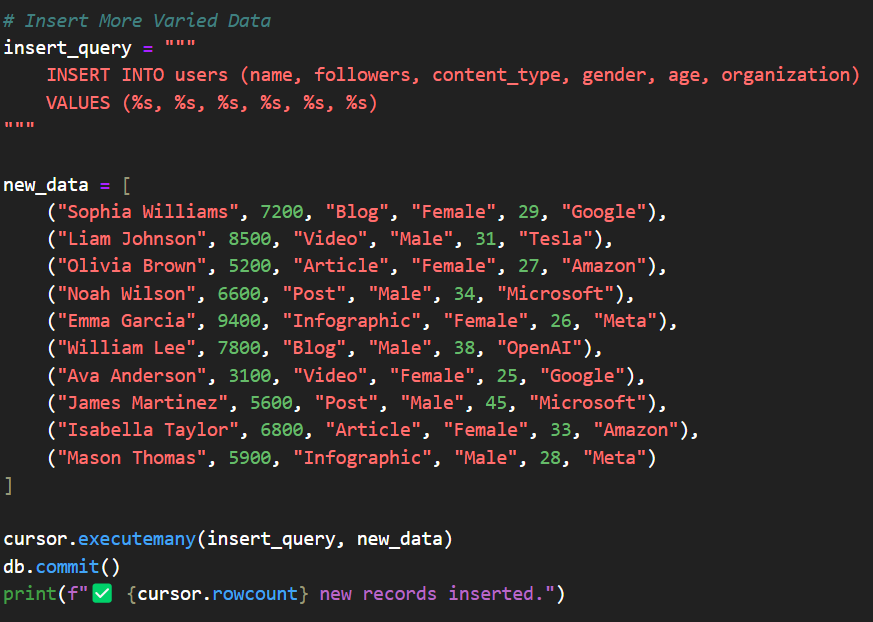 # Insert More Varied Data
insert_query = """
    INSERT INTO users (name, followers, content_type, gender, age, organization)
    VALUES (%s, %s, %s, %s, %s, %s)
"""

new_data = [
    ("Sophia Williams", 7200, "Blog", "Female", 29, "Google"),
    ("Liam Johnson", 8500, "Video", "Male", 31, "Tesla"),
    ("Olivia Brown", 5200, "Article", "Female", 27, "Amazon"),
    ("Noah Wilson", 6600, "Post", "Male", 34, "Microsoft"),
    ("Emma Garcia", 9400, "Infographic", "Female", 26, "Meta"),
    ("William Lee", 7800, "Blog", "Male", 38, "OpenAI"),
    ("Ava Anderson", 3100, "Video", "Female", 25, "Google"),
    ("James Martinez", 5600, "Post", "Male", 45, "Microsoft"),
    ("Isabella Taylor", 6800, "Article", "Female", 33, "Amazon"),
    ("Mason Thomas", 5900, "Infographic", "Male", 28, "Meta")
]

cursor.executemany(insert_query, new_data)
db.commit()
print(f"✅ {cursor.rowcount} new records inserted.")